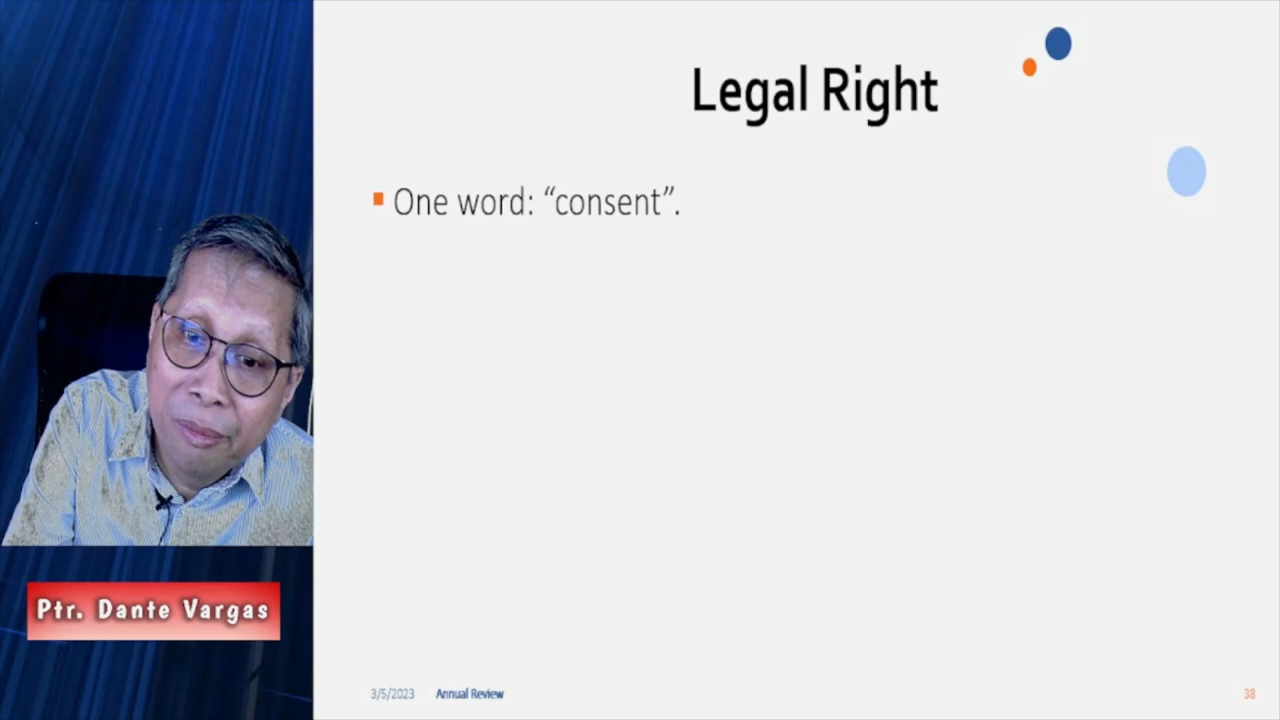 Legal Right
One word: “consent”.
Ptr. Dante Vargas
3/5/2023 Annual Review 38